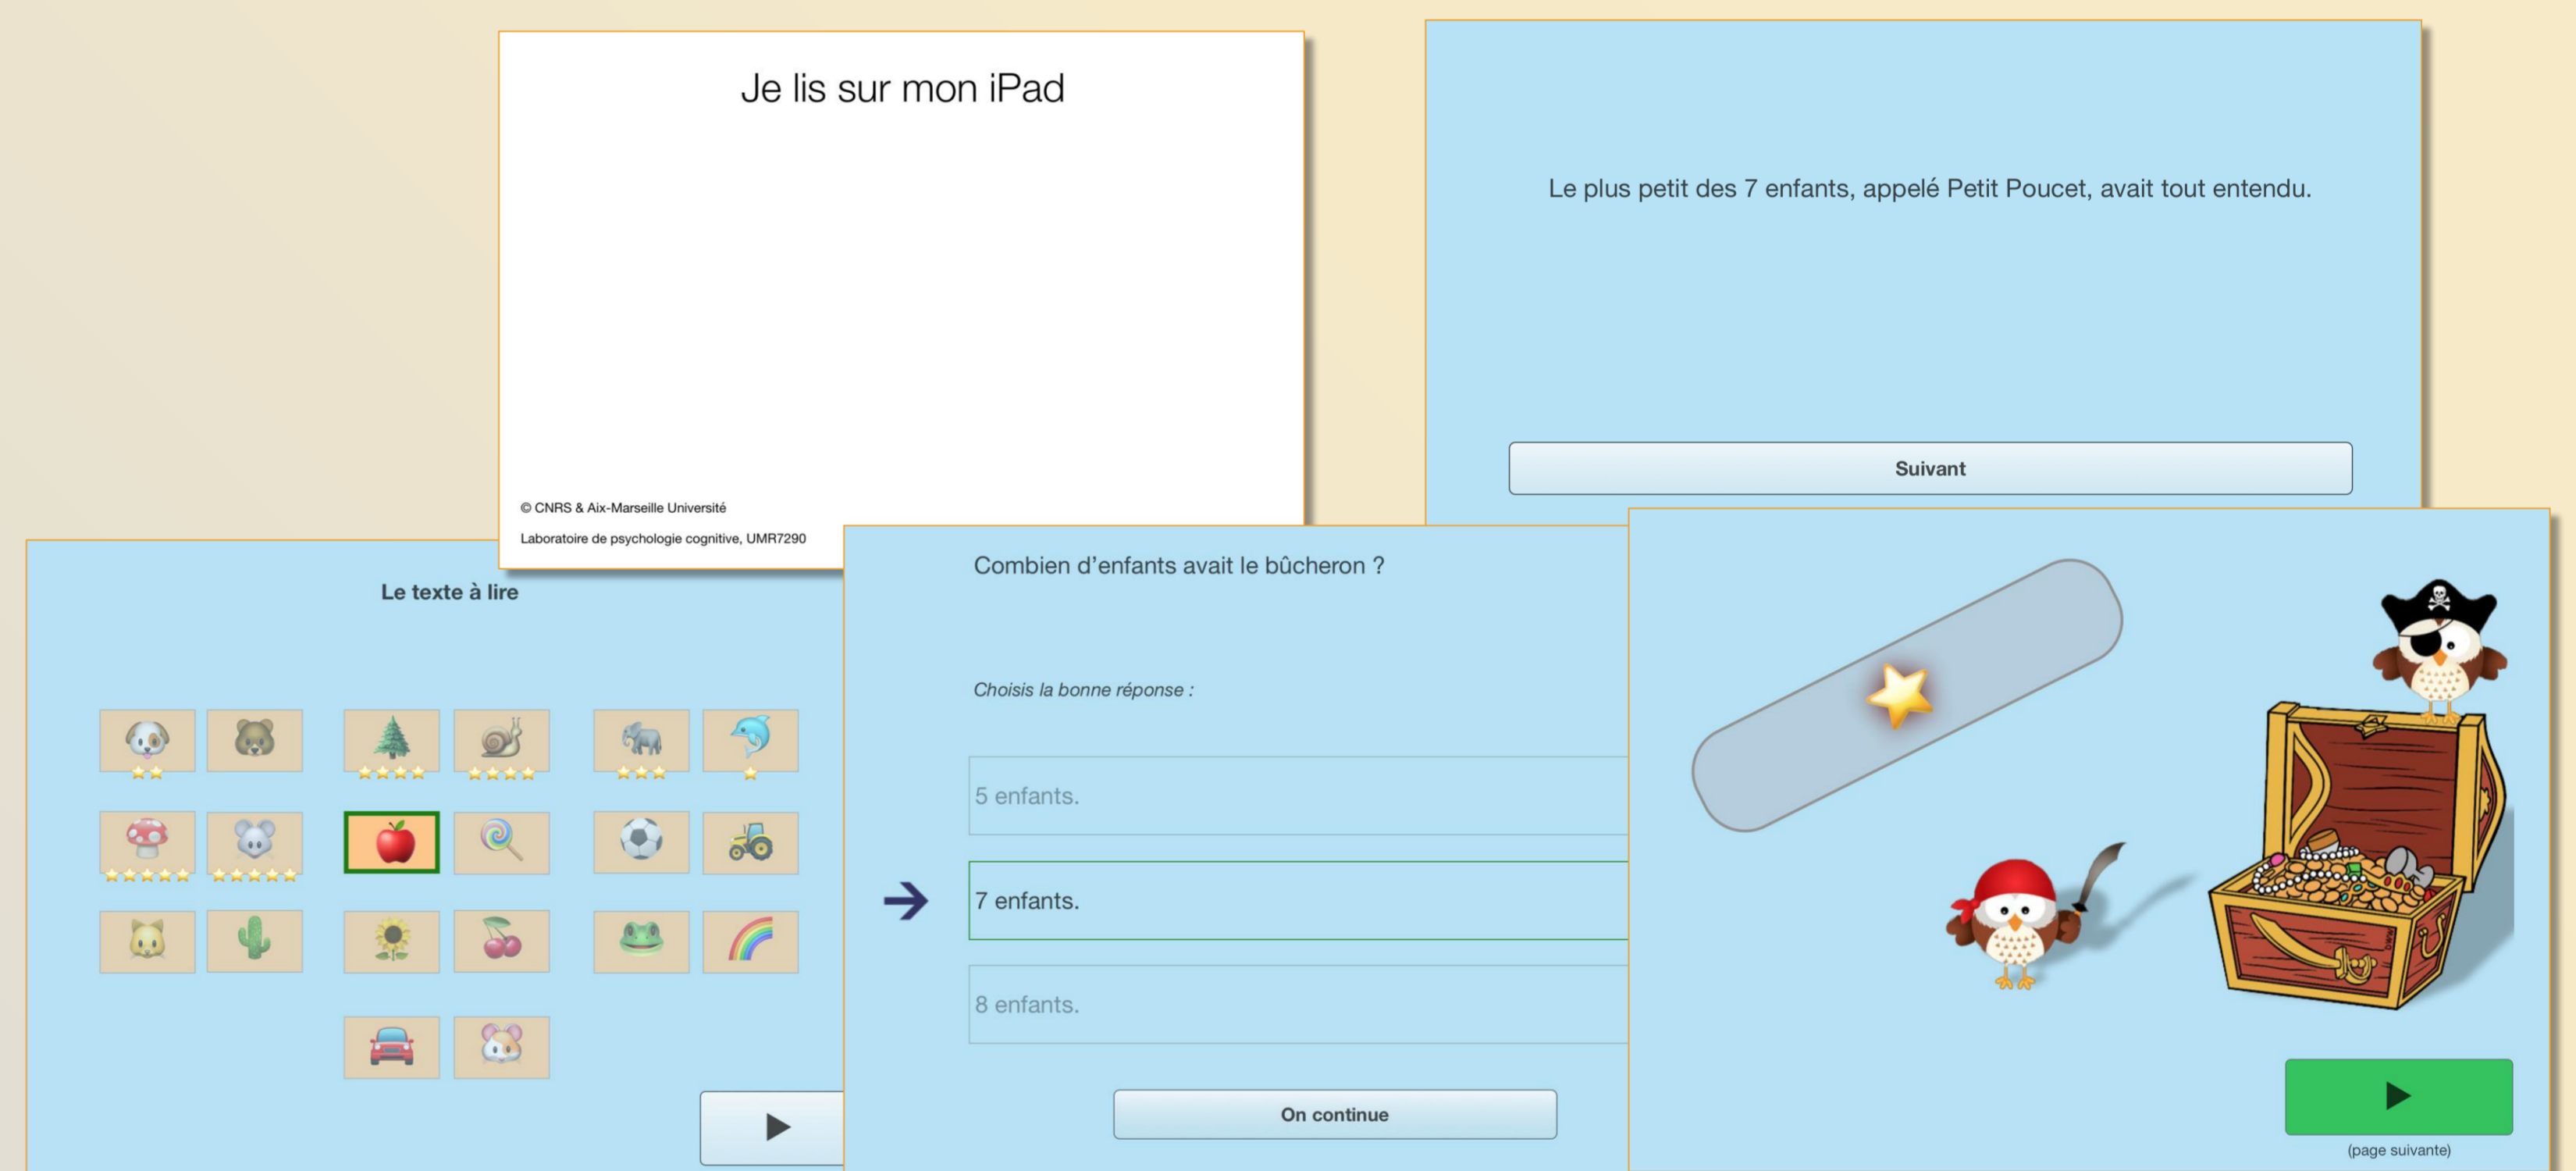 Je lis sur mon iPad
© CNRS & Aix-Marseille Université
Laboratoire de psychologie cognitive, UMR7290
Le plus petit des 7 enfants, appelé Petit Poucet, avait tout entendu.
Suivant
Le texte à lire
Combien d’enfants avait le bûcheron ?
Choisis la bonne réponse :
5 enfants.
7 enfants.
8 enfants.
On continue
(page suivante)